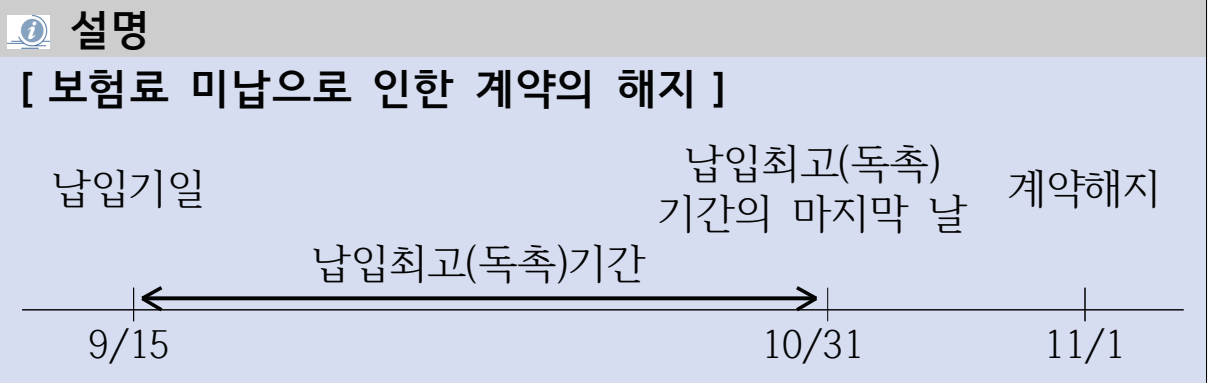 설명
[ 보험료 미납으로 인한 계약의 해지 ]
납입기일
납입최고(독촉)
기간의 마지막 날
계약해지
납입최고(독촉)기간
9/15
10/31
11/1